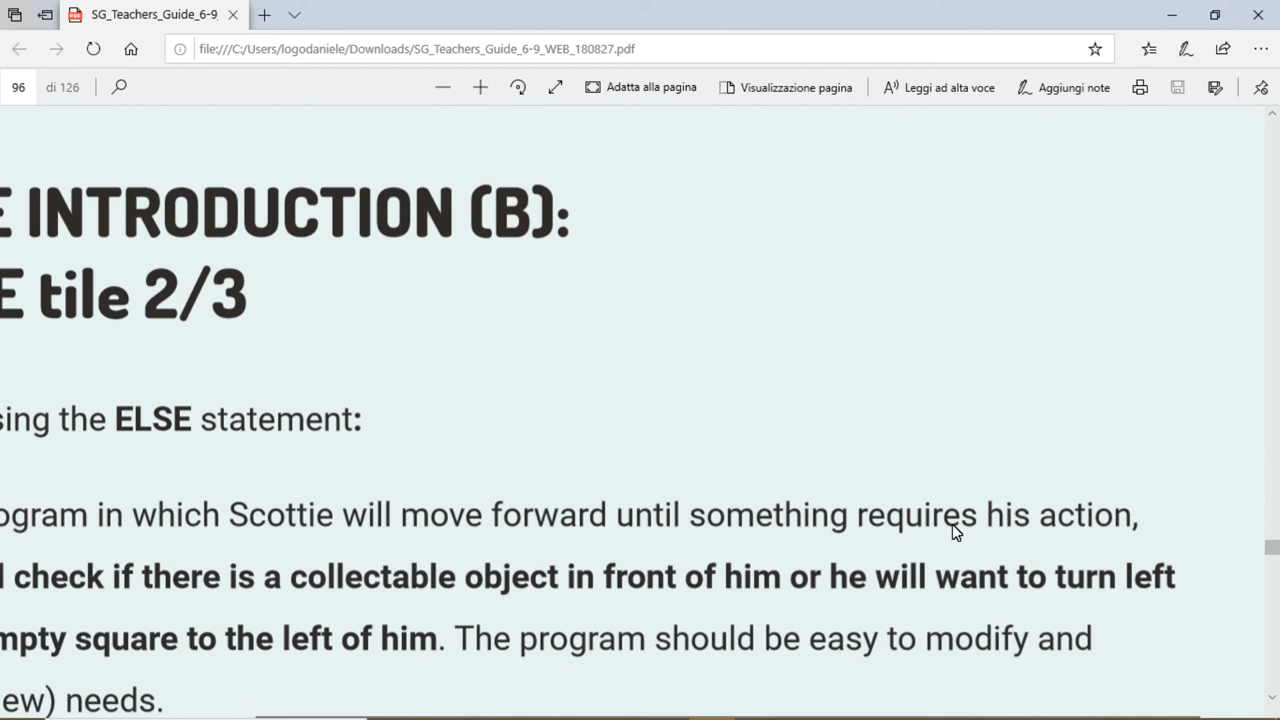 SG_Teachers_Guide_6-9_
file:///C:/Users/logodaniele/Downloads/SG_Teachers_Guide_6-9_WEB_180827.pdf
96 di 126 Adatta alla pagina Visualizzazione pagina Leggi ad alta voce Aggiungi note
E INTRODUCTION (B):
E tile 2/3
sing the ELSE statement:
ogram in which Scottie will move forward until something requires his action,
check if there is a collectable object in front of him or he will want to turn left
mpty square to the left of him. The program should be easy to modify and
ew) needs.